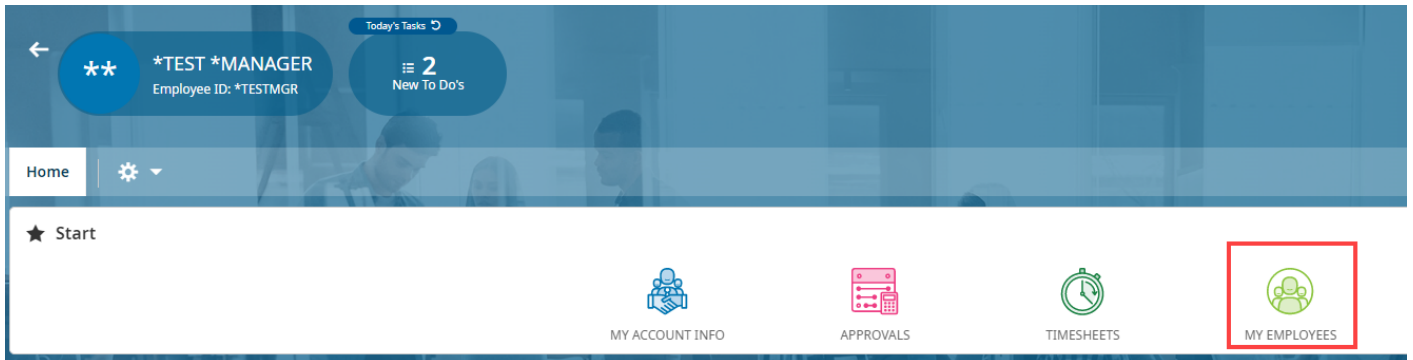 Today's Tasks
**
*TEST *MANAGER
Employee ID: *TESTMGR
2
New To Do's
Home
Start
MY ACCOUNT INFO
APPROVALS
TIMESHEETS
MY EMPLOYEES